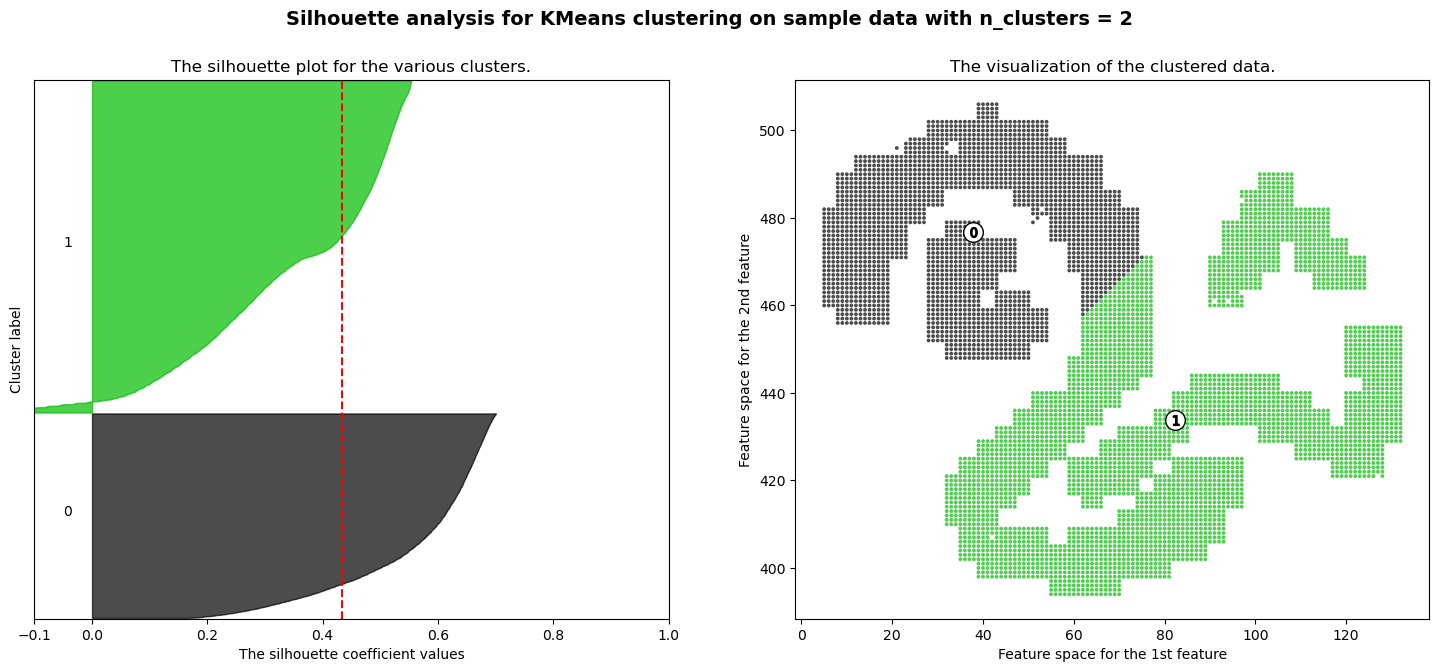 Silhouette analysis for KMeans clustering on sample data with n_clusters = 2
The silhouette plot for the various clusters.
Cluster label
1
0
−0.1 0.0 0.2 0.4 0.6 0.8 1.0
The silhouette coefficient values
The visualization of the clustered data.
Feature space for the 2nd feature
500
480
460
440
420
400
0
1
0 20 40 60 80 100 120
Feature space for the 1st feature